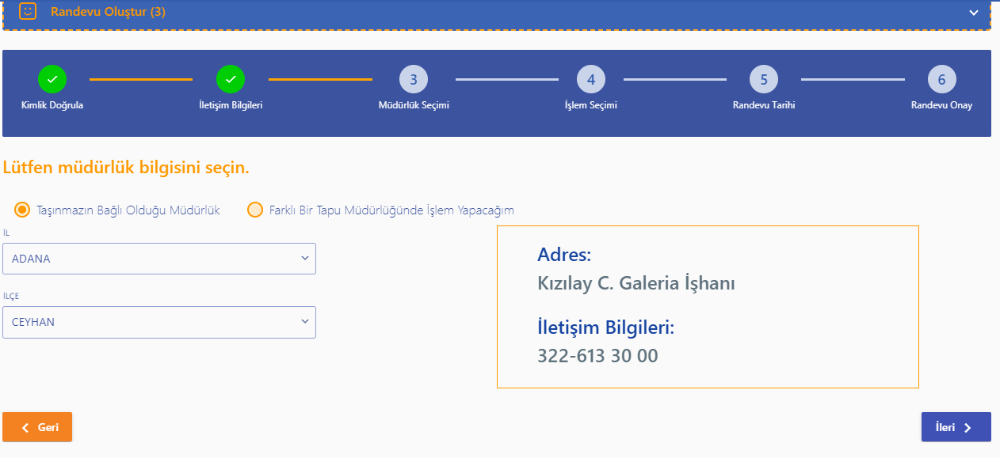 Randevu Oluştur (3)
3
4
5
6
Kimlik Doğrula
İletişim Bilgileri
Müdürlük Seçimi
İşlem Seçimi
Randevu Tarihi
Randevu Onay
Lütfen müdürlük bilgisini seçin.
Taşınmazın Bağlı Olduğu Müdürlük
Farklı Bir Tapu Müdürlüğünde İşlem Yapacağım
İL
ADANA
İLÇE
CEYHAN
Adres:
Kızılay C. Galeria İşhanı
İletişim Bilgileri:
322-613 30 00
Geri
İleri